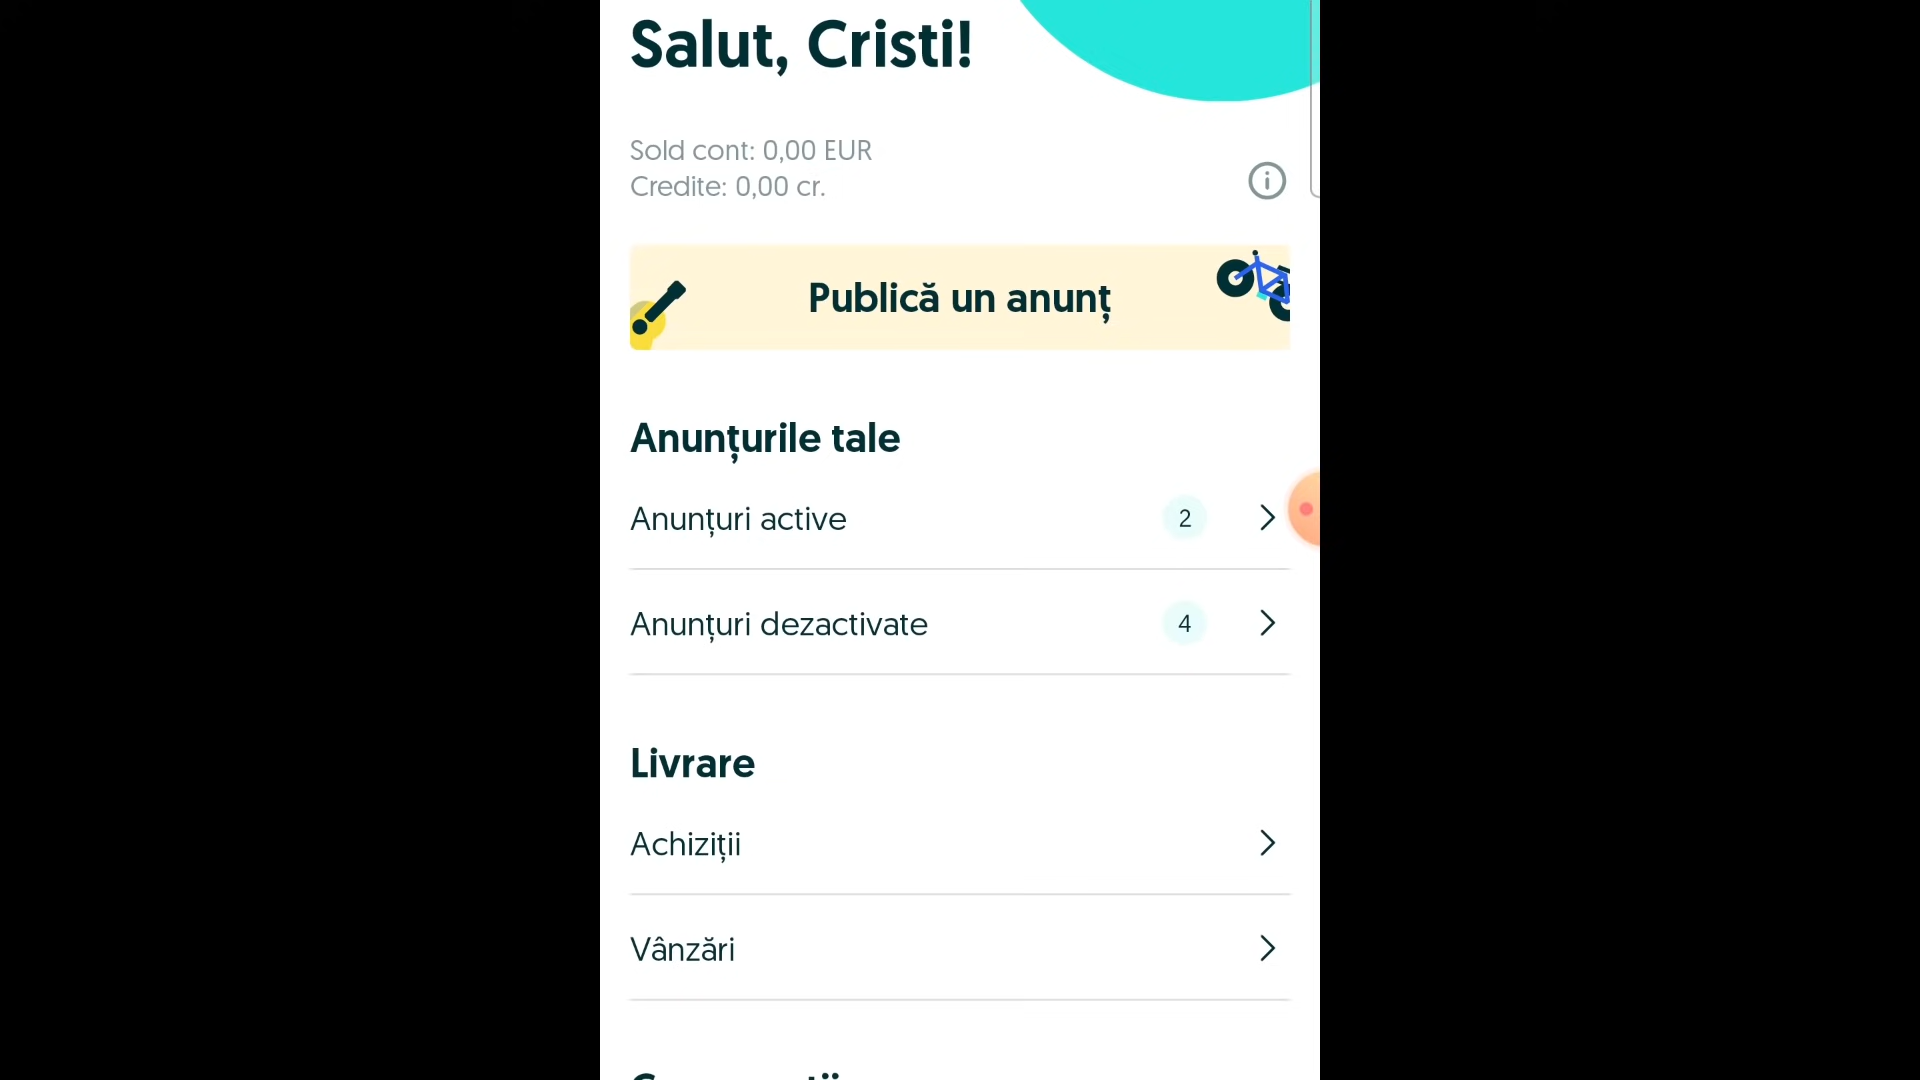 Salut, Cristi!
Sold cont: 0,00 EUR
Credite: 0,00 cr.
Publică un anunț
Anunțurile tale
Anunțuri active 2
Anunțuri dezactivate 4
Livrare
Achiziții
Vânzări